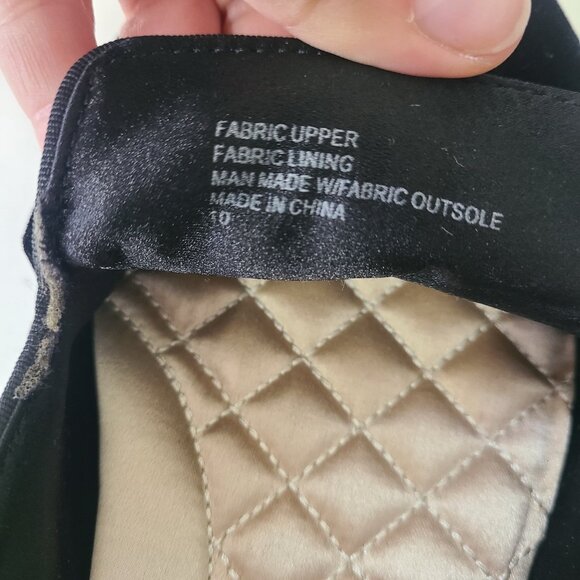 FABRIC UPPER
FABRIC LINING
MAN MADE W/FABRIC OUTSOLE
MADE IN CHINA
10